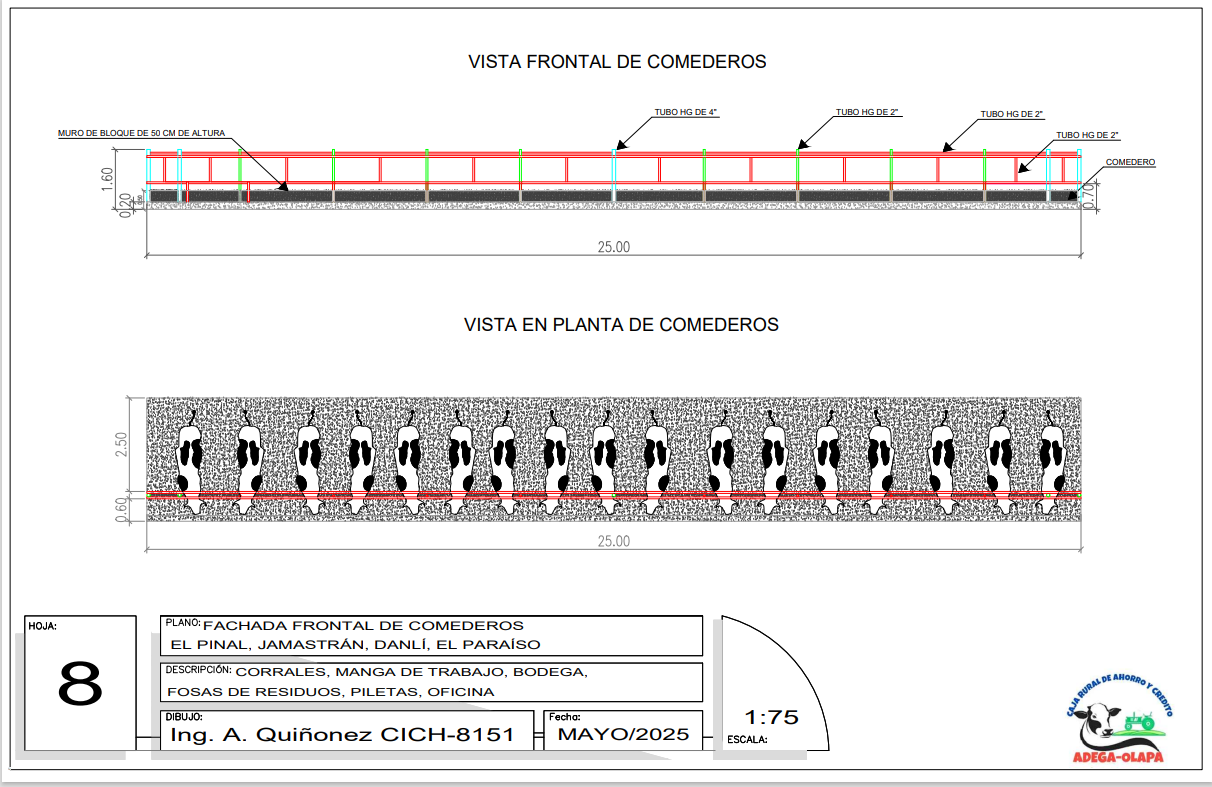 VISTA FRONTAL DE COMEDEROS
TUBO HG DE 4"
TUBO HG DE 2"
TUBO HG DE 2"
MURO DE BLOQUE DE 50 CM DE ALTURA
TUBO HG DE 2"
COMEDERO
1.60
0.20
0.70
25.00
VISTA EN PLANTA DE COMEDEROS
2.50
0.60
25.00
HOJA:
8
PLANO: FACHADA FRONTAL DE COMEDEROS
EL PINAL, JAMASTRÁN, DANLÍ, EL PARAÍSO
DESCRIPCIÓN: CORRALES, MANGA DE TRABAJO, BODEGA,
FOSAS DE RESIDUOS, PILETAS, OFICINA
DIBUJO:
Ing. A. Quiñonez CICH-8151
Fecha:
MAYO/2025
1:75
ESCALA:
CAJA RURAL DE AHORRO Y CREDITO
ADEGA-OLAPA